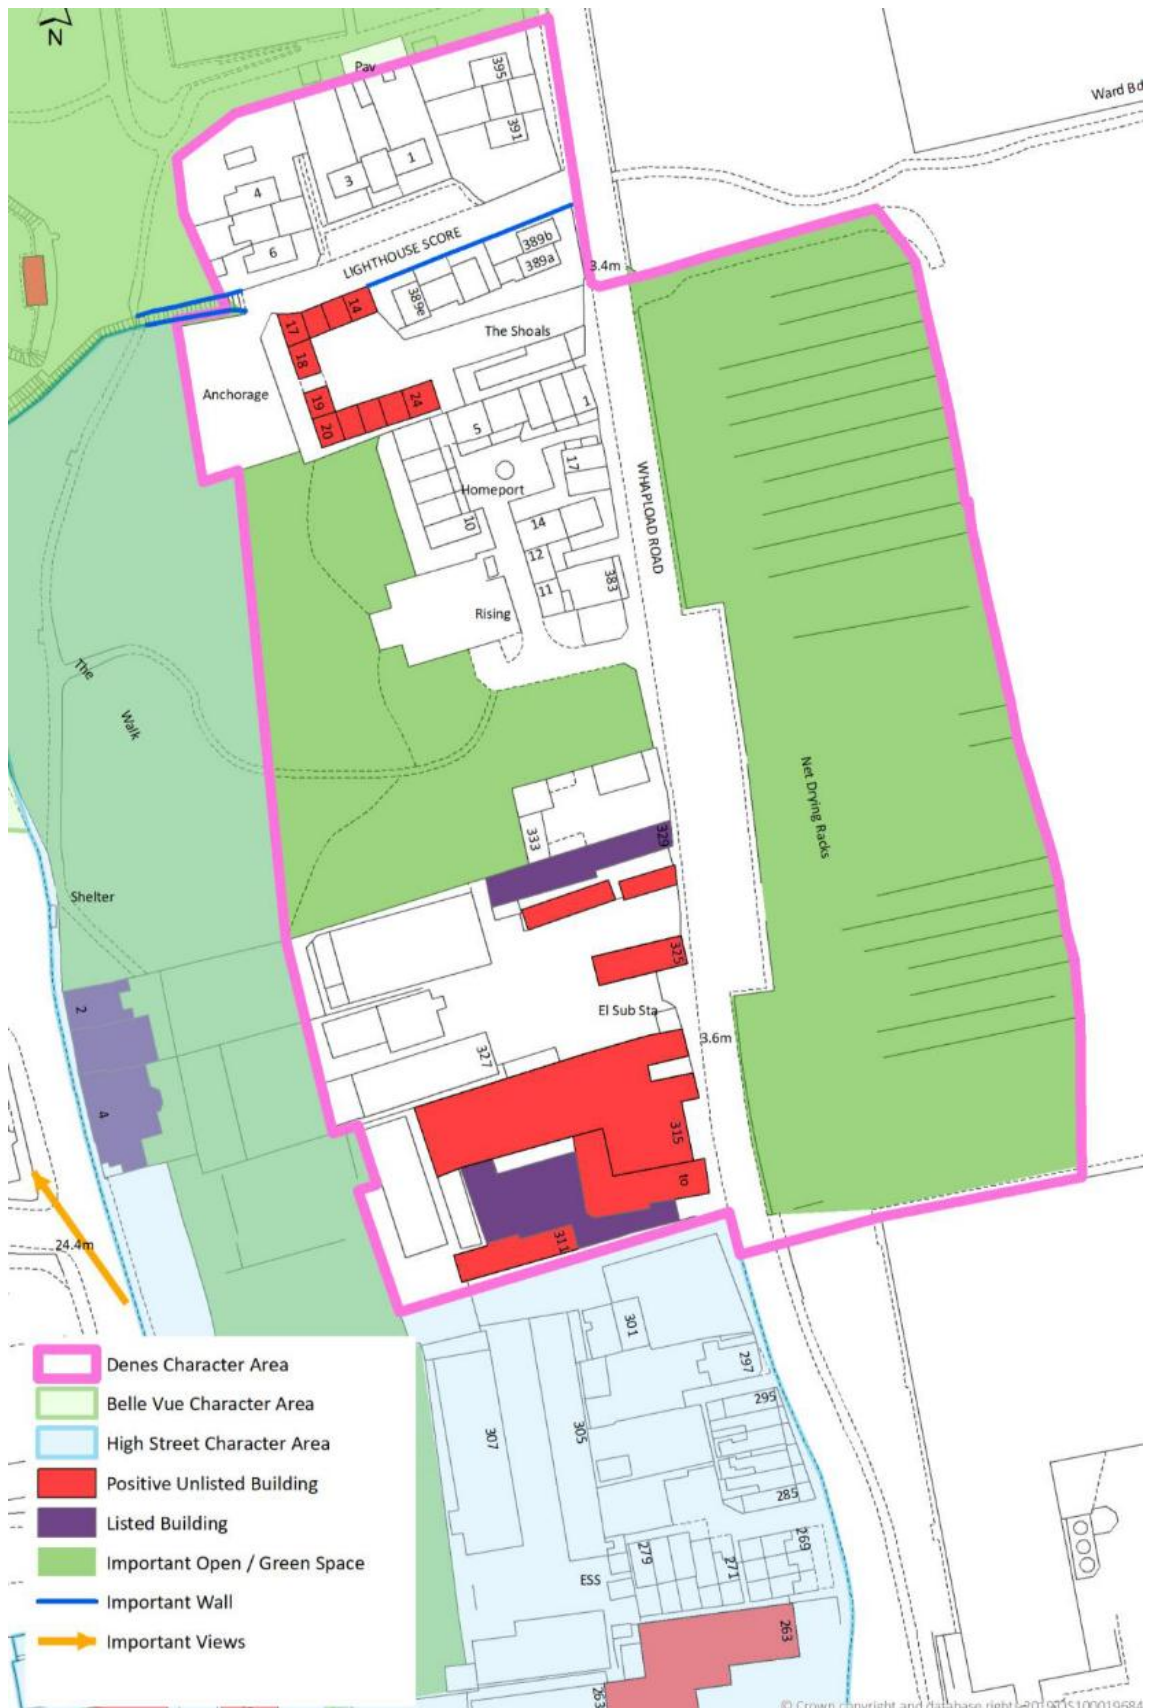 N
Pav
395
Ward Bd
391
1
3
4
6
LIGHTHOUSE SCORE
389b
389a
3.4m
389e
14
17
The Shoals
18
Anchorage
19
24
20
1
5
17
WHAPLOAD ROAD
Homeport
10
14
12
11
383
Rising
The
Walk
Net Drying Racks
333
329
Shelter
325
2
El Sub Sta
327
3.6m
4
315
to
311
24.4m
301
297
295
307
305
285
279
271
269
ESS
263
263
Denes Character Area
Belle Vue Character Area
High Street Character Area
Positive Unlisted Building
Listed Building
Important Open / Green Space
Important Wall
Important Views
© Crown copyright and database rights